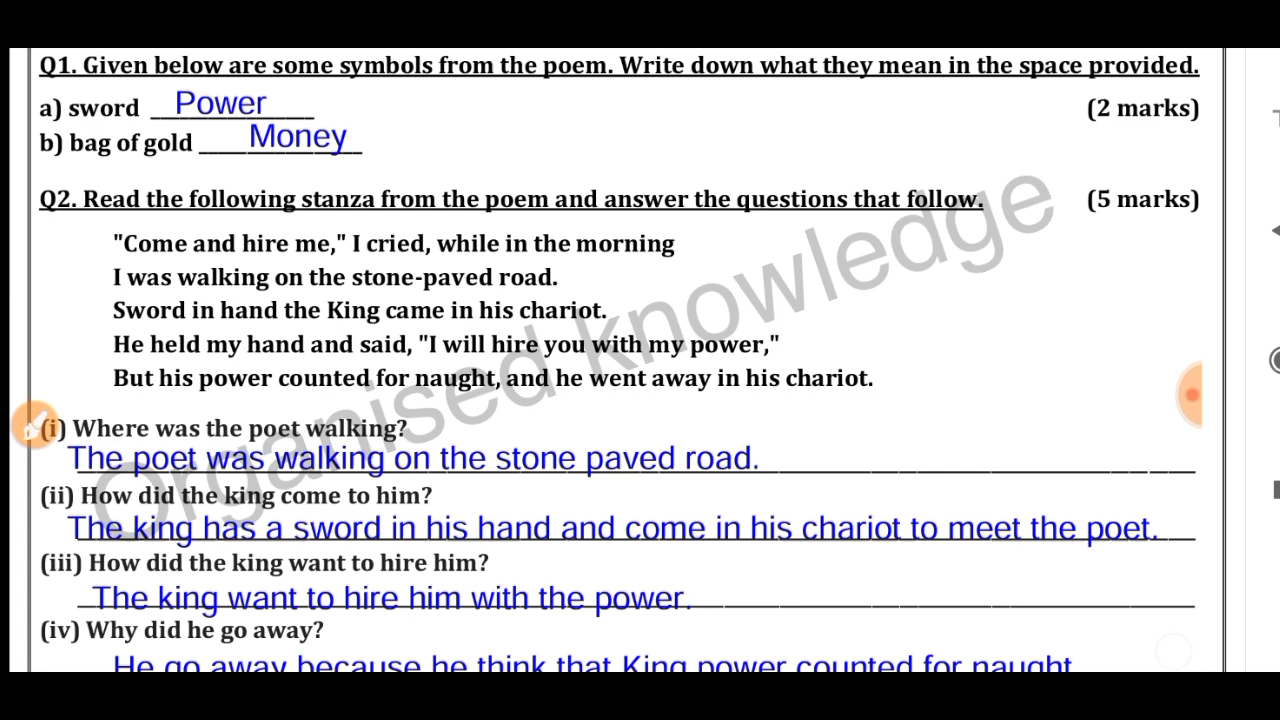 Q1. Given below are some symbols from the poem. Write down what they mean in the space provided.
a) sword Power (2 marks)
b) bag of gold Money
Q2. Read the following stanza from the poem and answer the questions that follow. (5 marks)
"Come and hire me," I cried, while in the morning
I was walking on the stone-paved road.
Sword in hand the King came in his chariot.
He held my hand and said, "I will hire you with my power,"
But his power counted for naught, and he went away in his chariot.
Organised knowledge
(i) Where was the poet walking?
The poet was walking on the stone paved road.
(ii) How did the king come to him?
The king has a sword in his hand and come in his chariot to meet the poet.
(iii) How did the king want to hire him?
The king want to hire him with the power.
(iv) Why did he go away?
He go away because he think that King power counted for naught